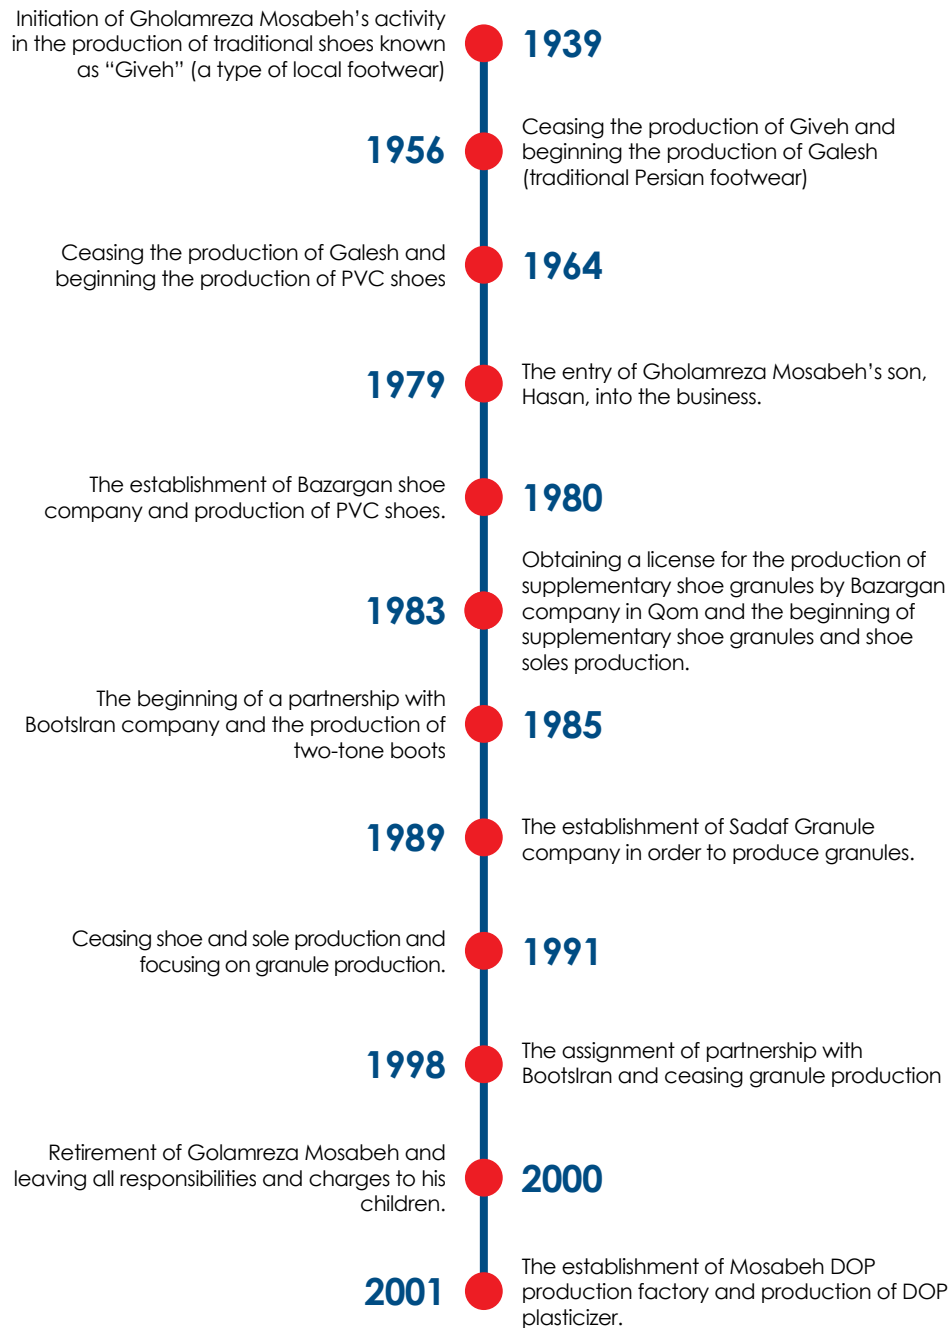 Initiation of Gholamreza Mosabeh’s activity
in the production of traditional shoes known
as “Giveh” (a type of local footwear)
1939
1956
Ceasing the production of Giveh and
beginning the production of Galesh
(traditional Persian footwear)
Ceasing the production of Galesh and
beginning the production of PVC shoes
1964
1979
The entry of Gholamreza Mosabeh’s son,
Hasan, into the business.
The establishment of Bazargan shoe
company and production of PVC shoes.
1980
1983
Obtaining a license for the production of
supplementary shoe granules by Bazargan
company in Qom and the beginning of
supplementary shoe granules and shoe
soles production.
The beginning of a partnership with
BootsIran company and the production of
two-tone boots
1985
1989
The establishment of Sadaf Granule
company in order to produce granules.
Ceasing shoe and sole production and
focusing on granule production.
1991
1998
The assignment of partnership with
BootsIran and ceasing granule production
Retirement of Golamreza Mosabeh and
leaving all responsibilities and charges to his
children.
2000
2001
The establishment of Mosabeh DOP
production factory and production of DOP
plasticizer.